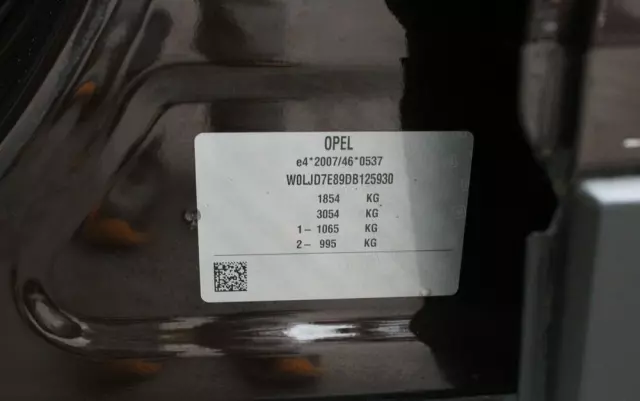 OPEL
e4*2007/46*0537
W0LJD7E89DB125930
1854 KG
3054 KG
1– 1065 KG
2– 995 KG